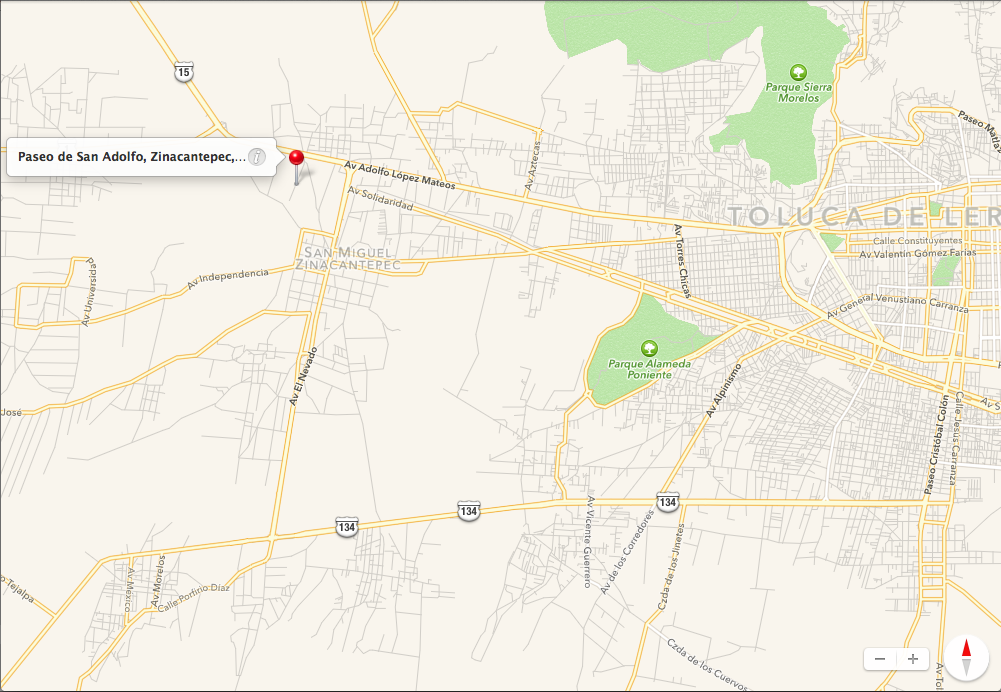 15
Parque Sierra
Morelos
Paseo Matla
Paseo de San Adolfo, Zinacantepec,...
Av Adolfo López Mateos
Av Aztecas
Av Solidaridad
TOLUCA DE LER
Av Torres Chicas
Calle Constituyentes
Av Valentín Gómez Farías
SAN MIGUEL
ZINACANTEPEC
Av Independencia
Av Universipaid
Av General Venustiano Carranza
Parque Alameda
Poniente
Av El Nevado
Av Alpinismo
José
Paseo Cristóbal Colón
Calle Jesús Carranza
Av S
134
134
134
Av Vicente Guerrero
Av de los Corredores
Czda de los Jinetes
o Tejalpa
Av México
Av Morelos
Calle Porfirio Díaz
Czda de los Cuervos
Av Tol